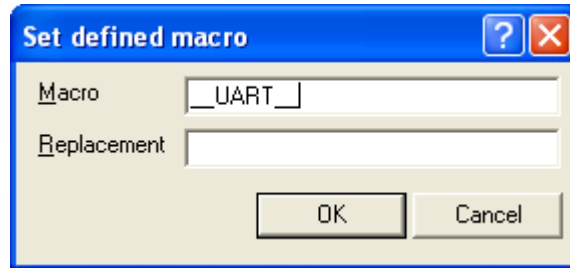 Set defined macro
Macro __UART__
Replacement
OK Cancel